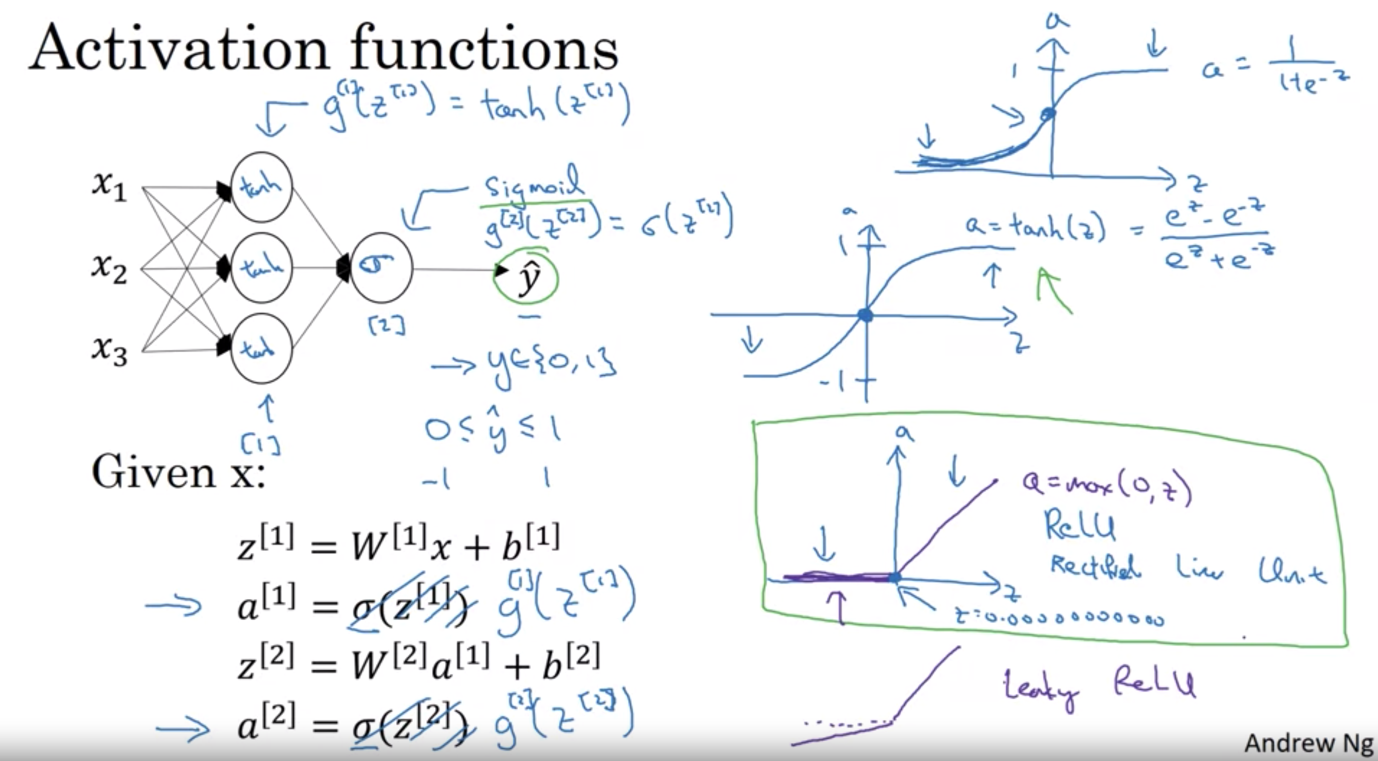 Activation functions
g^[1](z^[1]) = tanh(z^[1])
x₁
x₂
x₃
tanh
tanh
tanh
[1]
σ
[2]
Sigmoid
g^[2](z^[2]) = σ(z^[2])
ŷ
→ y∈{0,1}
0 ≤ ŷ ≤ 1
-1 1
Given x:
z^[1] = W^[1]x + b^[1]
→ a^[1] = σ(z^[1]) g^[1](z^[1])
z^[2] = W^[2]a^[1] + b^[2]
→ a^[2] = σ(z^[2]) g^[2](z^[2])
a
1
z
a = 1/(1+e^-z)
a
1
-1
z
a = tanh(z) = (e^z - e^-z)/(e^z + e^-z)
a
z
a = max(0,z)
ReLU
Rectified Linear Unit
z=0.00000000000
Leaky ReLU
Andrew Ng